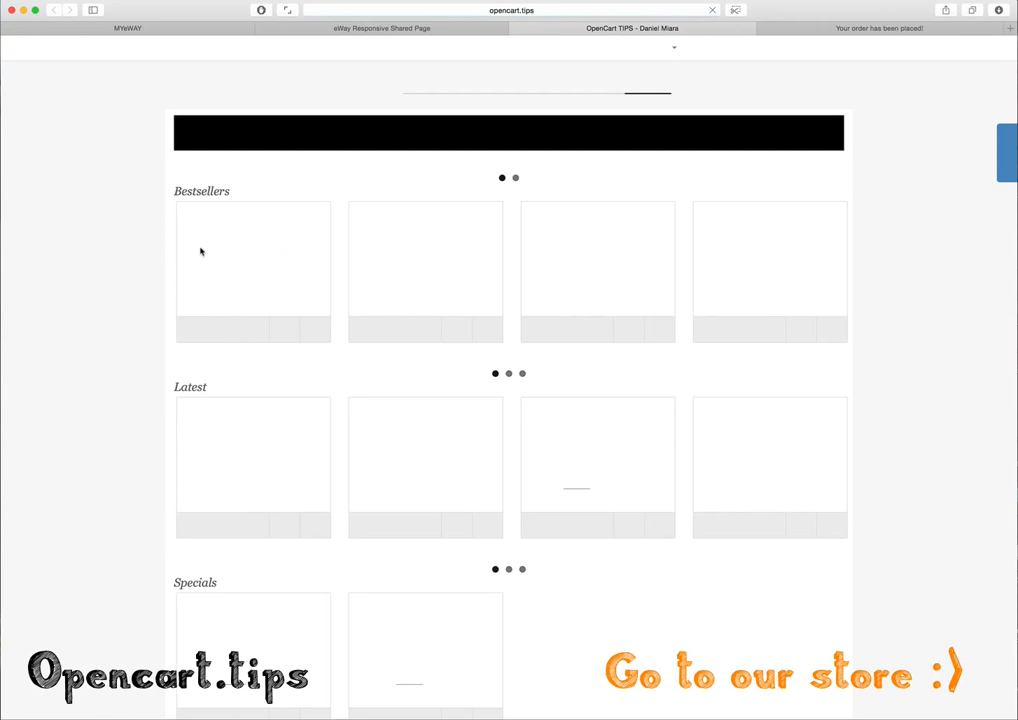 opencart.tips
MYeWAY
eWay Responsive Shared Page
OpenCart TIPS - Daniel Miara
Your order has been placed!
Bestsellers
Latest
Specials
Opencart.tips
Go to our store :)